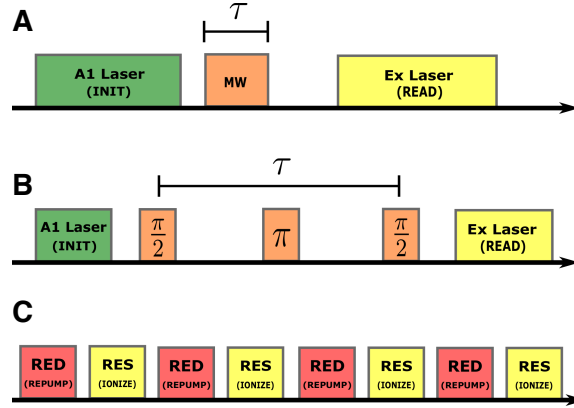 A
τ
A1 Laser
(INIT)
MW
Ex Laser
(READ)
B
τ
A1 Laser
(INIT)
π/2
π
π/2
Ex Laser
(READ)
C
RED
(REPUMP)
RES
(IONIZE)
RED
(REPUMP)
RES
(IONIZE)
RED
(REPUMP)
RES
(IONIZE)
RED
(REPUMP)
RES
(IONIZE)